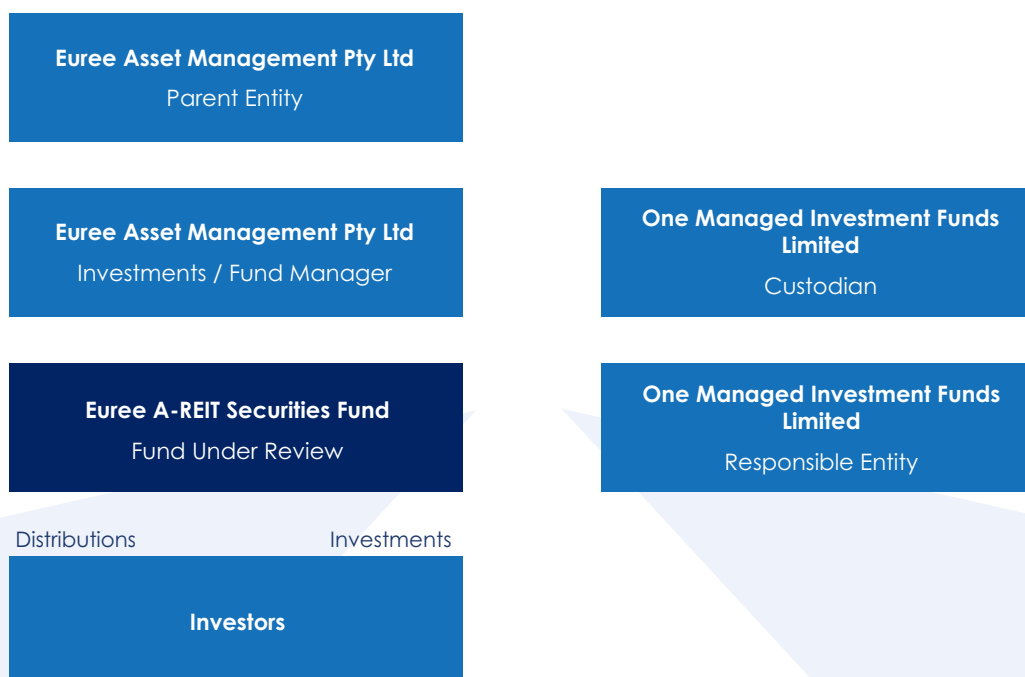 Euree Asset Management Pty Ltd
Parent Entity
Euree Asset Management Pty Ltd
Investments / Fund Manager
One Managed Investment Funds
Limited
Custodian
Euree A-REIT Securities Fund
Fund Under Review
One Managed Investment Funds
Limited
Responsible Entity
Distributions
Investments
Investors